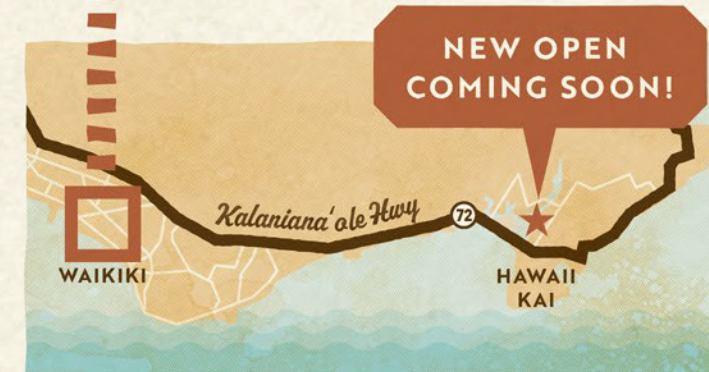 NEW OPEN
COMING SOON!
Kalaniana‘ole Hwy
72
WAIKIKI
HAWAII
KAI